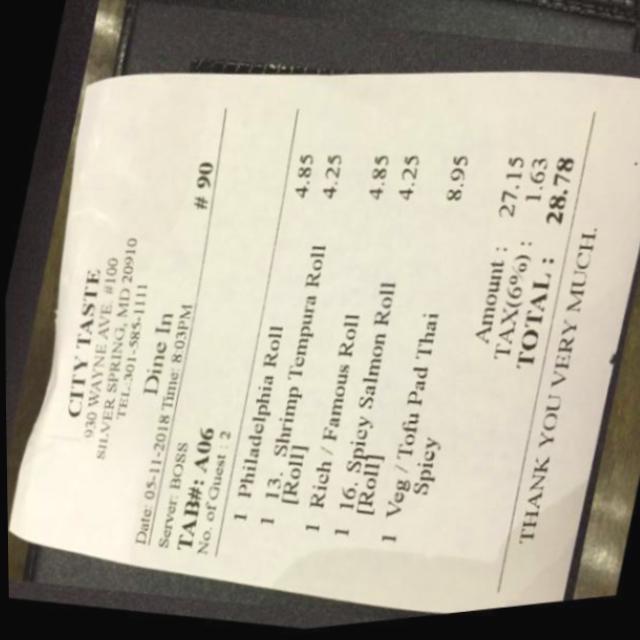 CITY TASTE
930 WAYNE AVE. #100
SILVER SPRING, MD 20910
TEL:301-585-1111
Dine In
Date: 05-11-2018 Time: 8:03PM
Server: BOSS
TAB#: A06 # 90
No. of Guest : 2
1 Philadelphia Roll 4.85
1 13. Shrimp Tempura Roll 4.25
[Roll]
1 Rich / Famous Roll 4.85
1 16. Spicy Salmon Roll 4.25
[Roll]
1 Veg / Tofu Pad Thai 8.95
Spicy
Amount : 27.15
TAX(6%) : 1.63
TOTAL : 28.78
THANK YOU VERY MUCH.